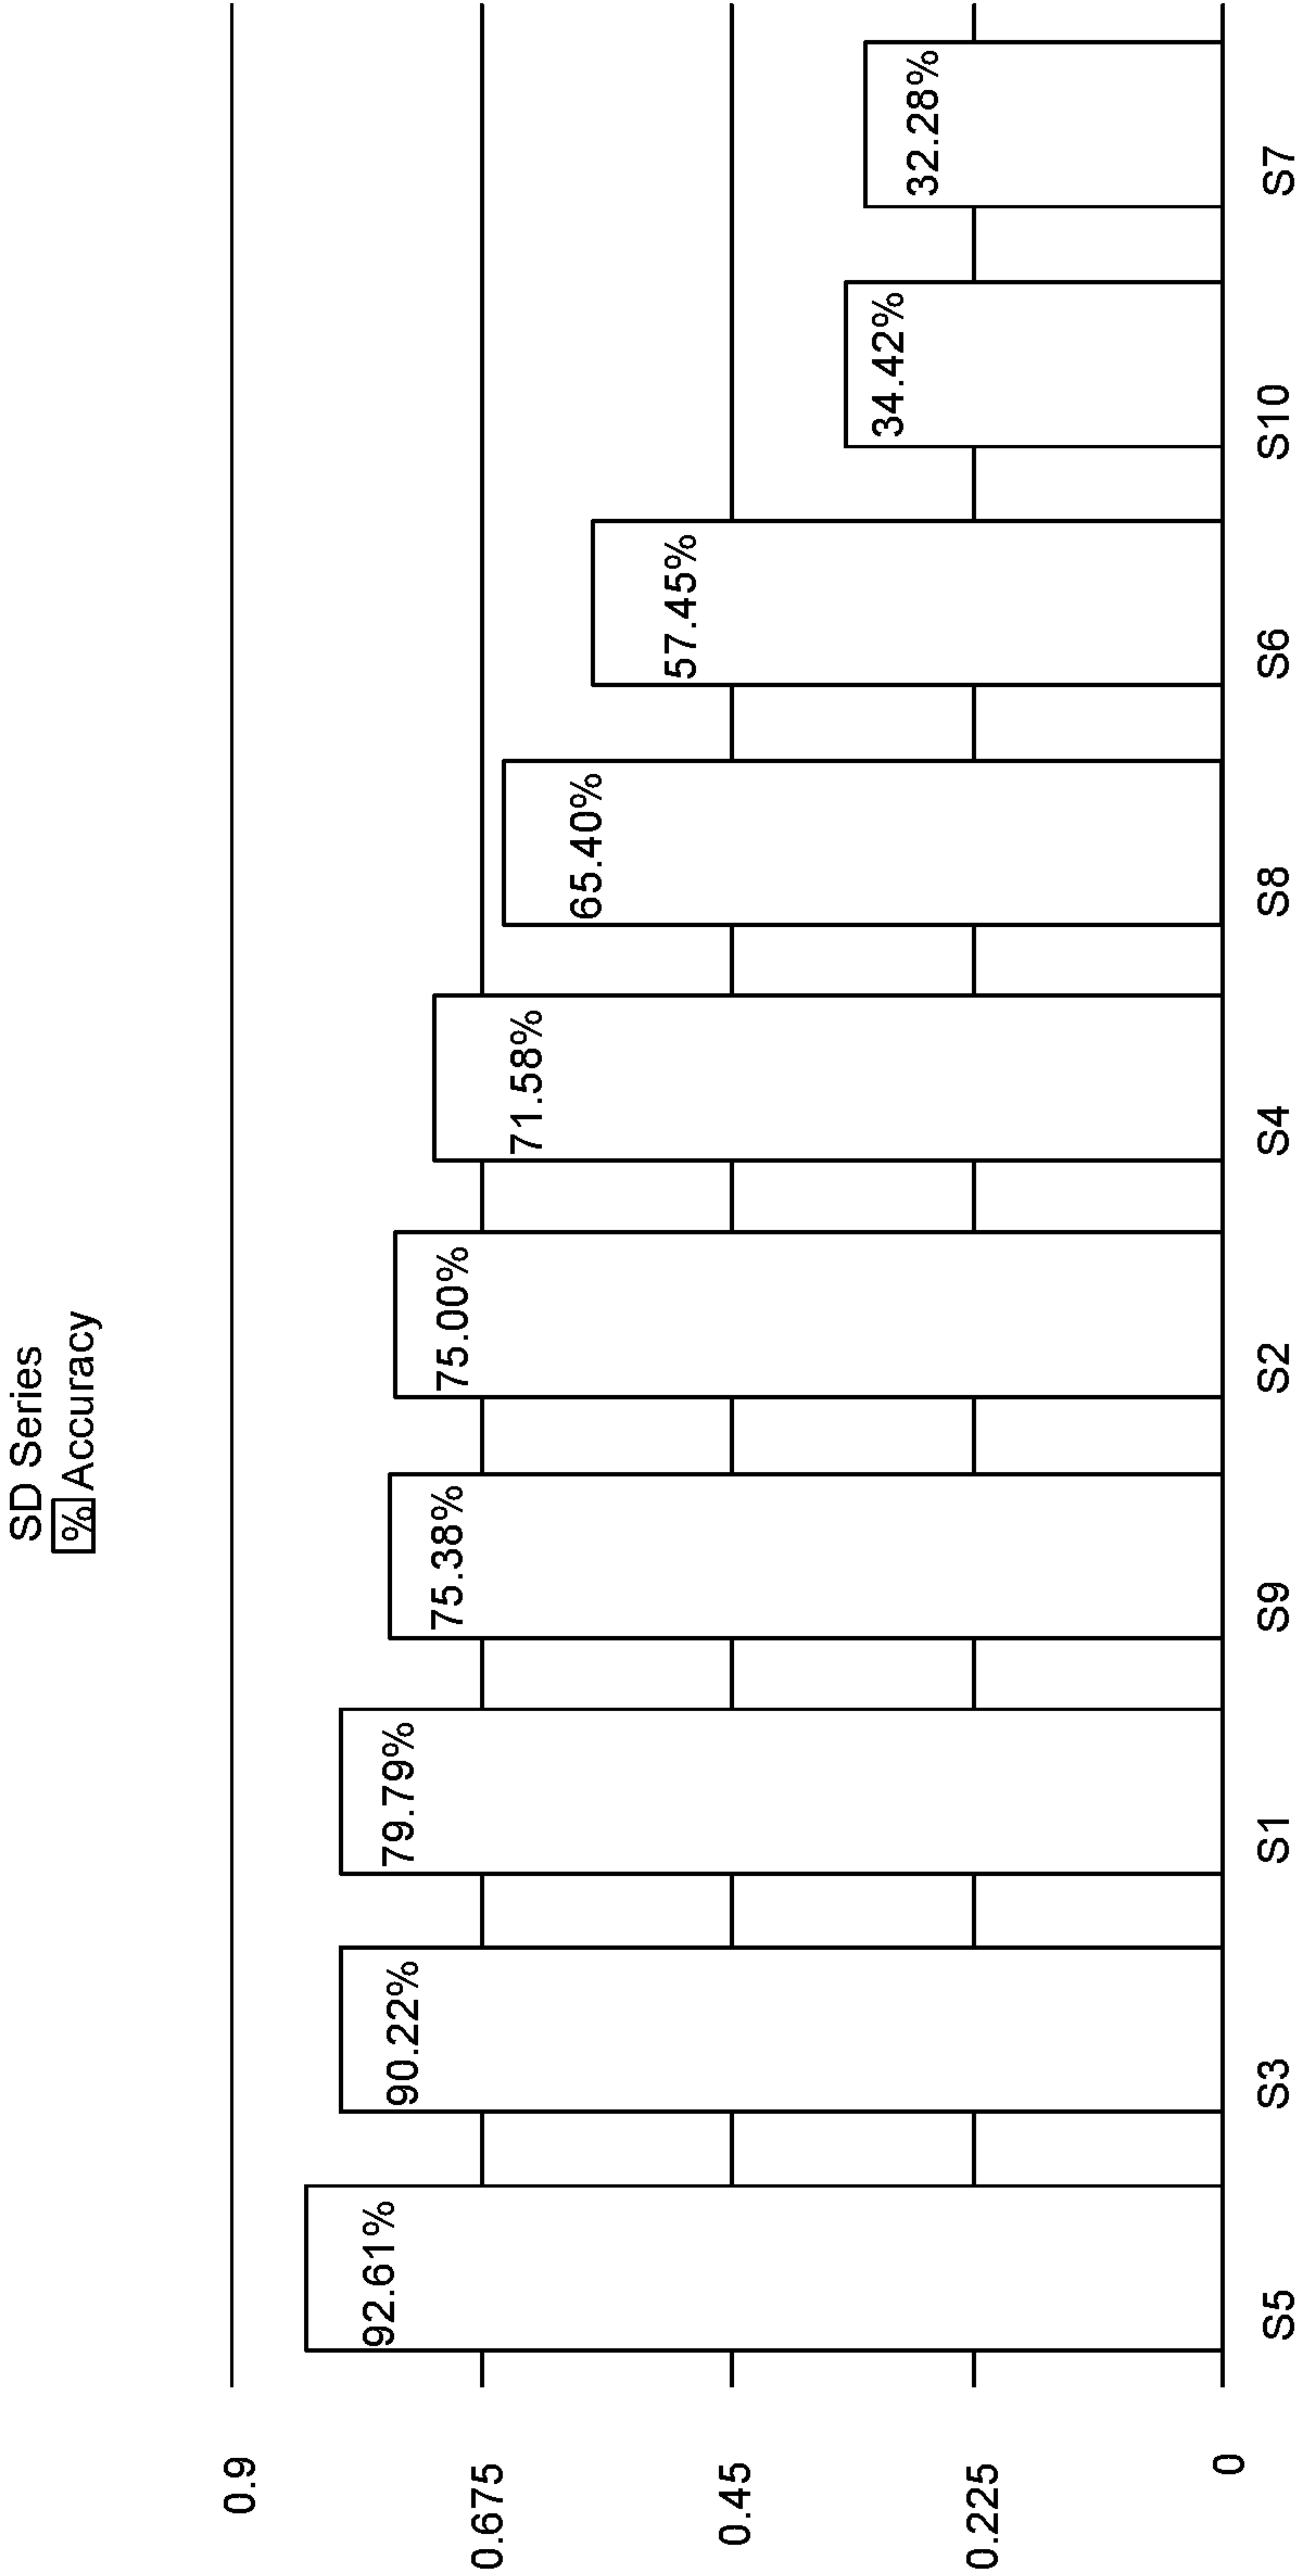 SD Series
% Accuracy
0.9
0.675
0.45
0.225
0
92.61%
90.22%
79.79%
75.38%
75.00%
71.58%
65.40%
57.45%
34.42%
32.28%
S5
S3
S1
S9
S2
S4
S8
S6
S10
S7